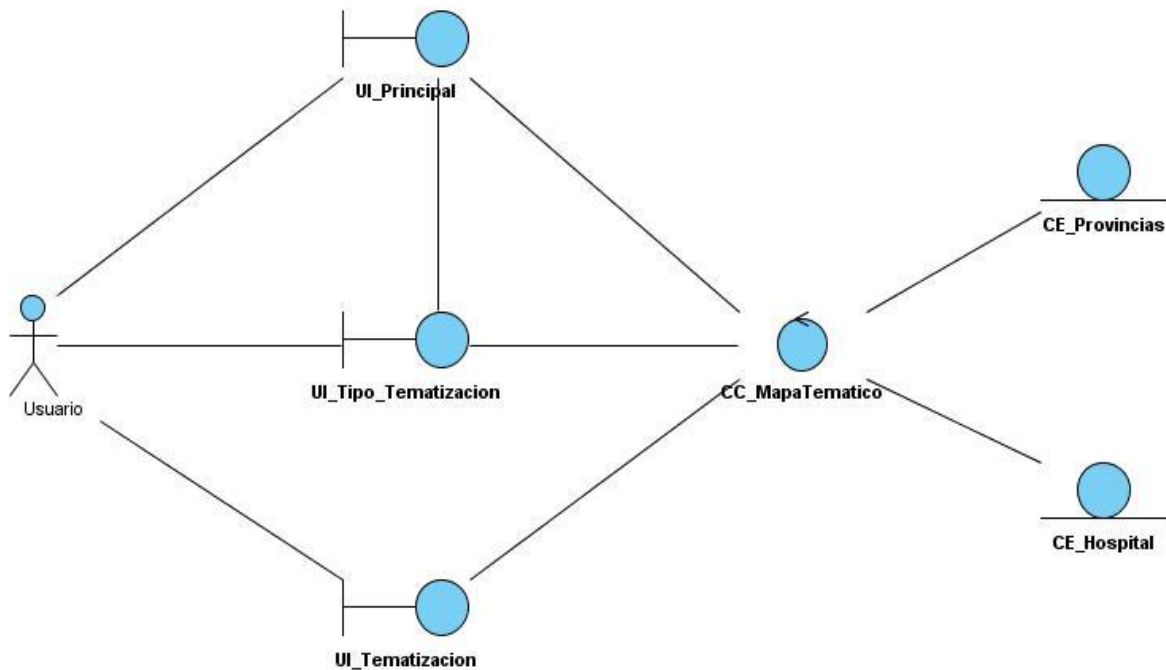 UI_Principal
CE_Provincias
Usuario
UI_Tipo_Tematizacion
CC_MapaTematico
CE_Hospital
UI_Tematizacion